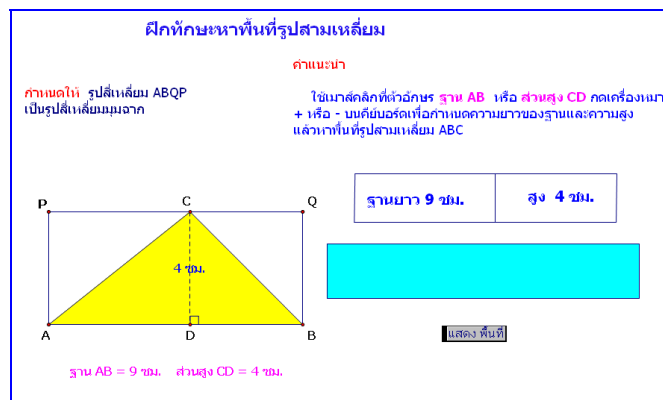 ฝึกทักษะหาพื้นที่รูปสามเหลี่ยม
คำแนะนำ
กำหนดให้ รูปสี่เหลี่ยม ABQP
เป็นรูปสี่เหลี่ยมมุมฉาก
ใช้เมาส์คลิกที่ตัวอักษร ฐาน AB หรือ ส่วนสูง CD กดเครื่องหมา
+ หรือ - บนคีย์บอร์ดเพื่อกำหนดความยาวของฐานและความสูง
แล้วหาพื้นที่รูปสามเหลี่ยม ABC
ฐานยาว 9 ซม. สูง 4 ซม.
P C Q
4 ซม.
A D B
แสดง พื้นที่
ฐาน AB = 9 ซม. ส่วนสูง CD = 4 ซม.